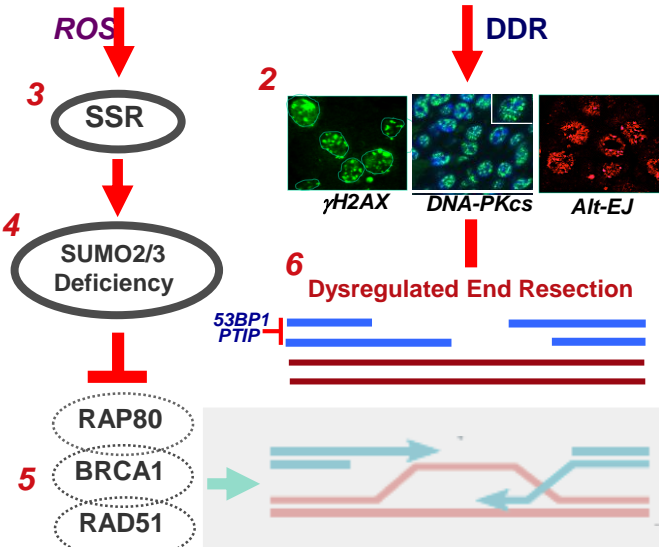 ROS
DDR
3
SSR
2
γH2AX
DNA-PKcs
Alt-EJ
4
SUMO2/3
Deficiency
6
Dysregulated End Resection
53BP1
PTIP
RAP80
5
BRCA1
RAD51